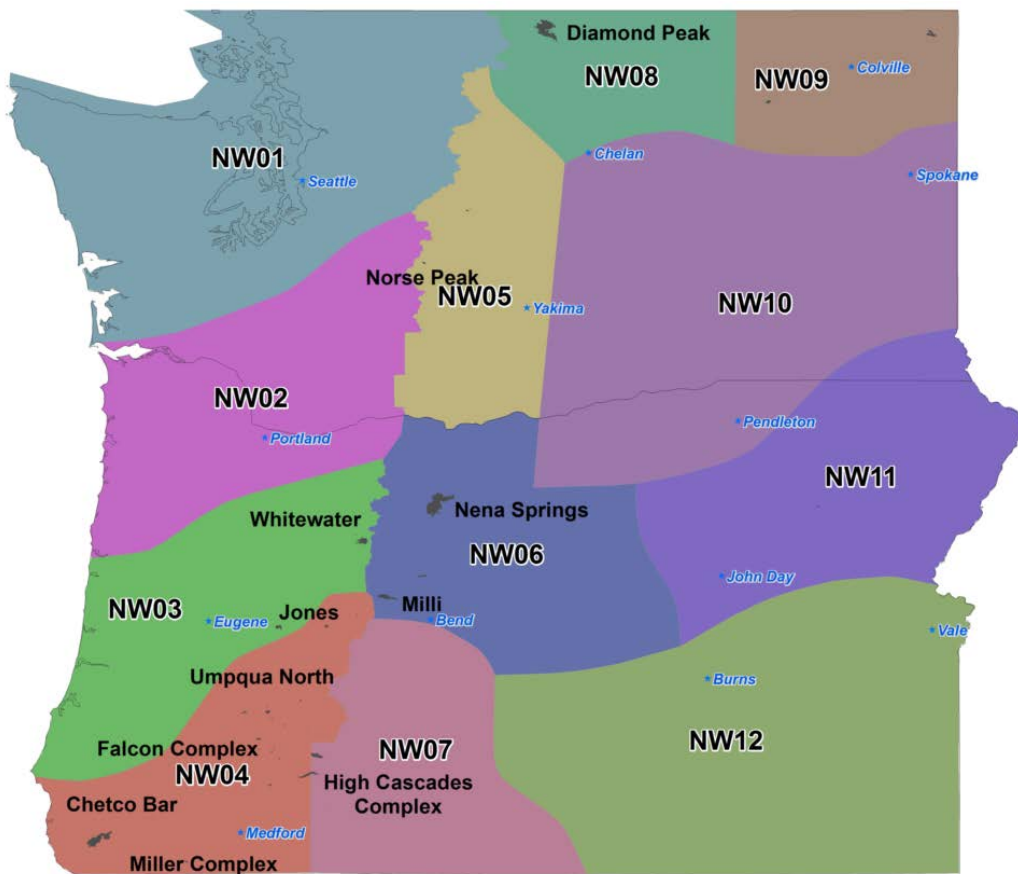 Diamond Peak
NW08
NW09
Colville
NW01
Seattle
Chelan
Spokane
Norse Peak
NW05
Yakima
NW10
NW02
Portland
Pendleton
NW11
Whitewater
Nena Springs
NW06
John Day
NW03
Eugene
Jones
Milli
Bend
Vale
Umpqua North
Burns
Falcon Complex
NW04
NW07
NW12
High Cascades
Complex
Chetco Bar
Medford
Miller Complex